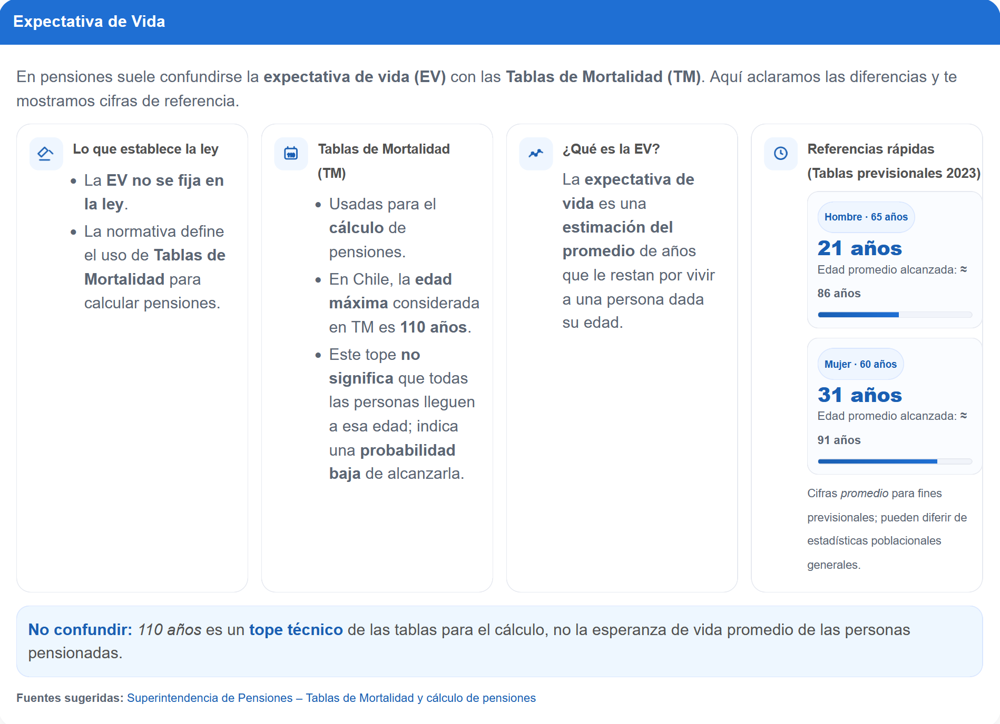 Expectativa de Vida
En pensiones suele confundirse la expectativa de vida (EV) con las Tablas de Mortalidad (TM). Aquí aclaramos las diferencias y te
mostramos cifras de referencia.
Lo que establece la ley
• La EV no se fija en
la ley.
• La normativa define
el uso de Tablas de
Mortalidad para
calcular pensiones.
110
Tablas de Mortalidad
(TM)
• Usadas para el
cálculo de
pensiones.
• En Chile, la edad
máxima considerada
en TM es 110 años.
• Este tope no
significa que todas
las personas lleguen
a esa edad; indica
una probabilidad
baja de alcanzarla.
¿Qué es la EV?
La expectativa de
vida es una
estimación del
promedio de años
que le restan por vivir
a una persona dada
su edad.
Referencias rápidas
(Tablas previsionales 2023)
Hombre · 65 años
21 años
Edad promedio alcanzada: ≈
86 años
Mujer · 60 años
31 años
Edad promedio alcanzada: ≈
91 años
Cifras promedio para fines
previsionales; pueden diferir de
estadísticas poblacionales
generales.
No confundir: 110 años es un tope técnico de las tablas para el cálculo, no la esperanza de vida promedio de las personas
pensionadas.
Fuentes sugeridas: Superintendencia de Pensiones – Tablas de Mortalidad y cálculo de pensiones